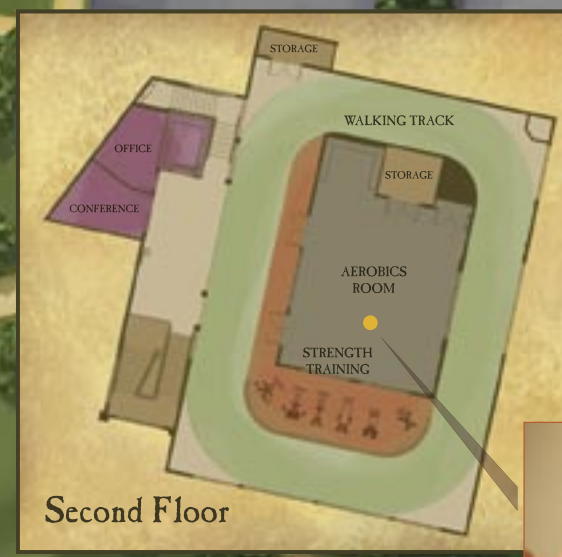 STORAGE
WALKING TRACK
OFFICE
STORAGE
CONFERENCE
AEROBICS
ROOM
STRENGTH
TRAINING
Second Floor